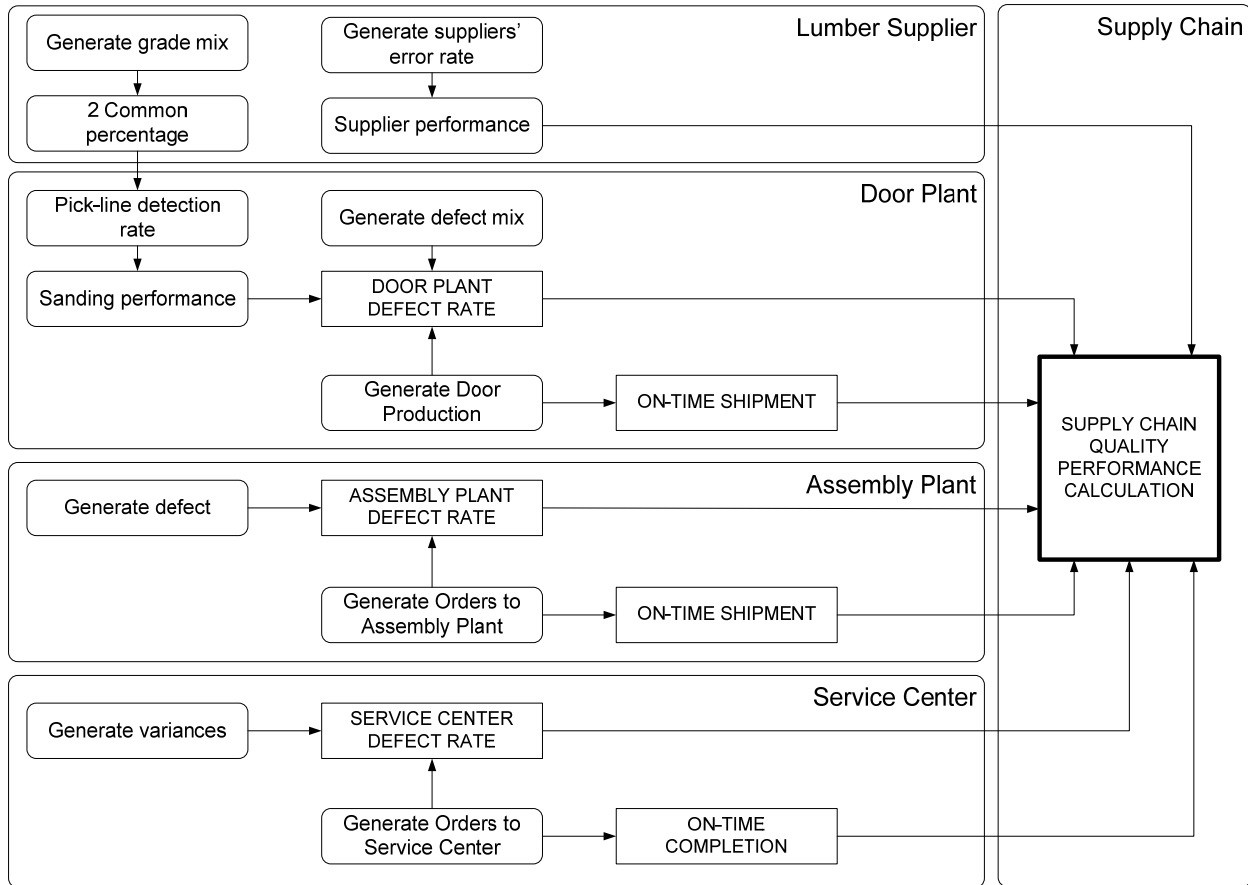 Lumber Supplier
Supply Chain
Generate grade mix
Generate suppliers'
error rate
2 Common
percentage
Supplier performance
Door Plant
Pick-line detection
rate
Generate defect mix
Sanding performance
DOOR PLANT
DEFECT RATE
Generate Door
Production
ON-TIME SHIPMENT
SUPPLY CHAIN
QUALITY
PERFORMANCE
CALCULATION
Assembly Plant
Generate defect
ASSEMBLY PLANT
DEFECT RATE
Generate Orders to
Assembly Plant
ON-TIME SHIPMENT
Service Center
Generate variances
SERVICE CENTER
DEFECT RATE
Generate Orders to
Service Center
ON-TIME
COMPLETION